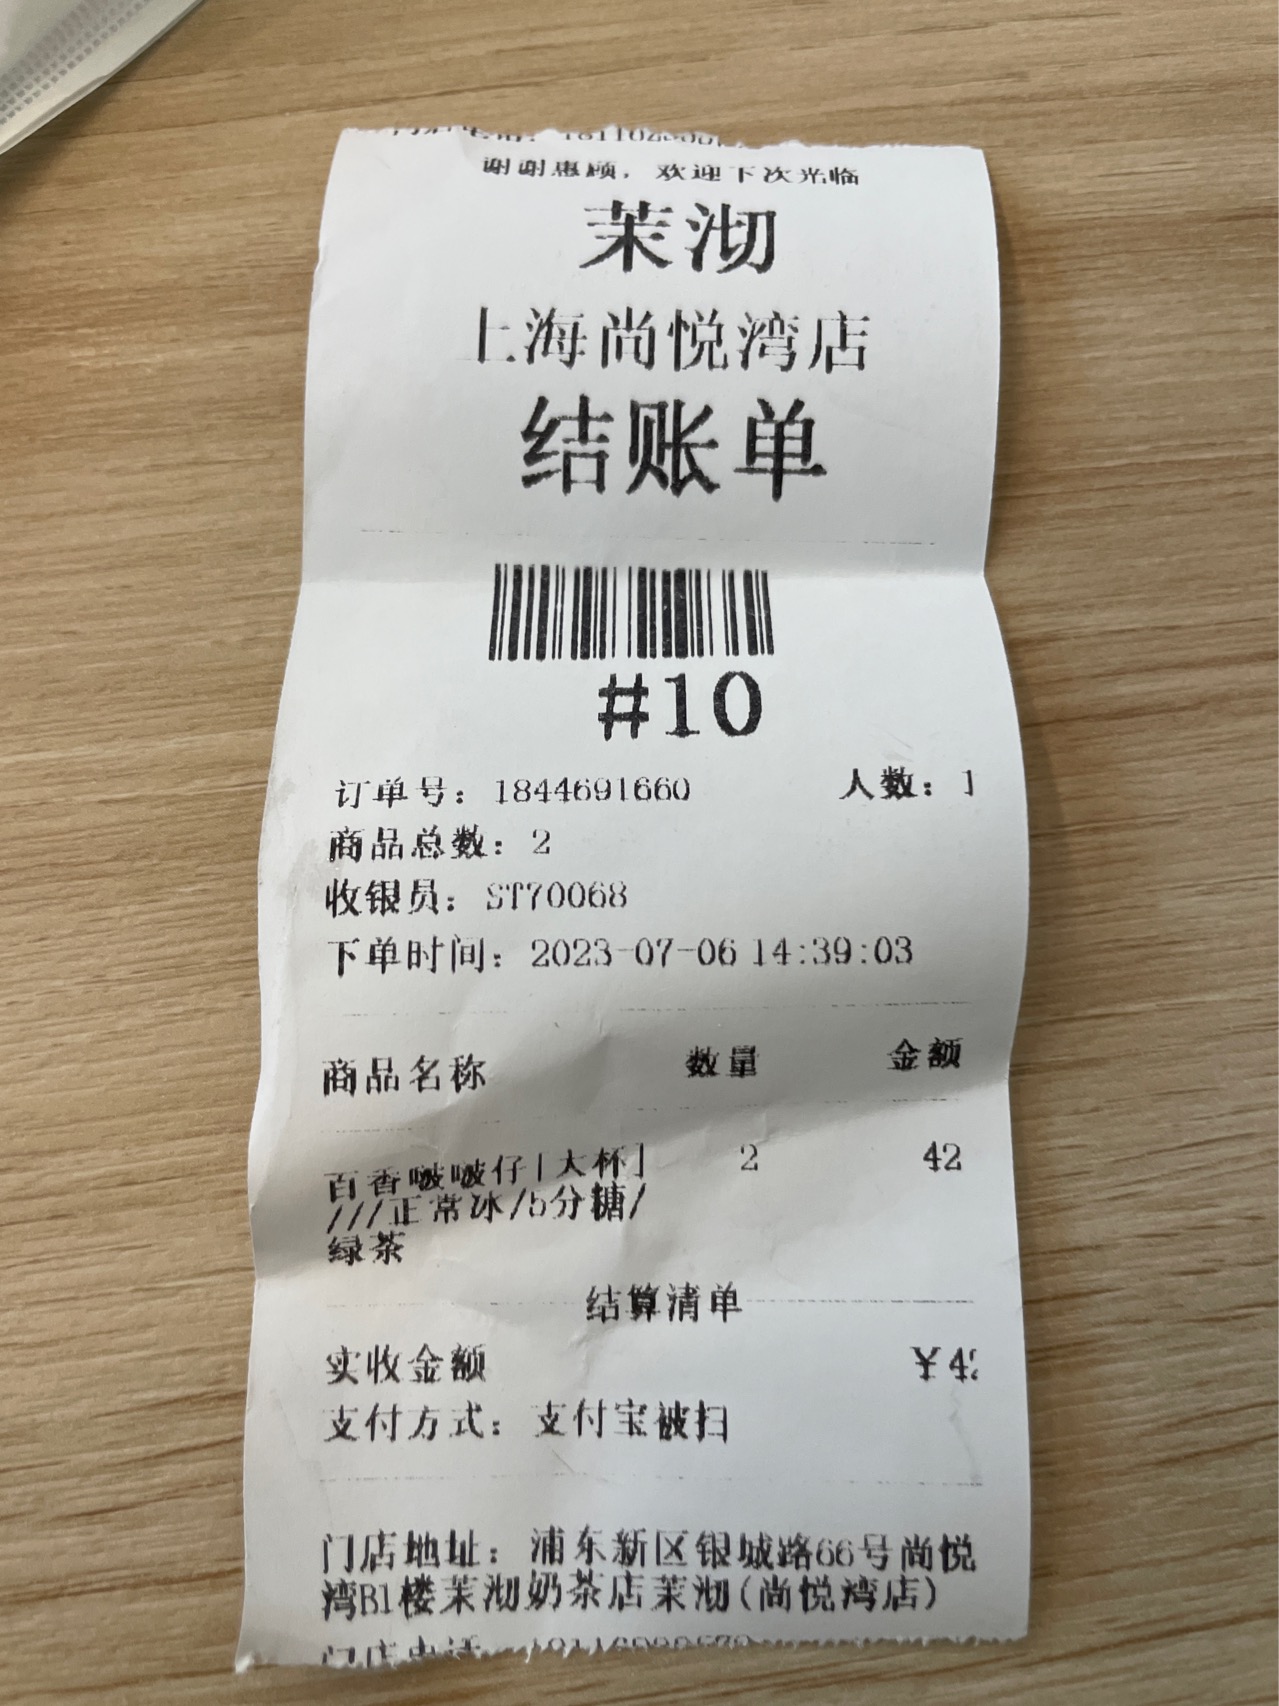 谢谢惠顾，欢迎下次光临
茉沏
上海尚悦湾店
结账单
#10
订单号：1844691660 人数：1
商品总数：2
收银员：ST70068
下单时间：2023-07-06 14:39:03
商品名称 数量 金额
百香啵啵仔[大杯] 2 42
///正常冰/5分糖/
绿茶
结算清单
实收金额 ¥42
支付方式：支付宝被扫
门店地址：浦东新区银城路66号尚悦
湾B1楼茉沏奶茶店茉沏(尚悦湾店)
门店电话：